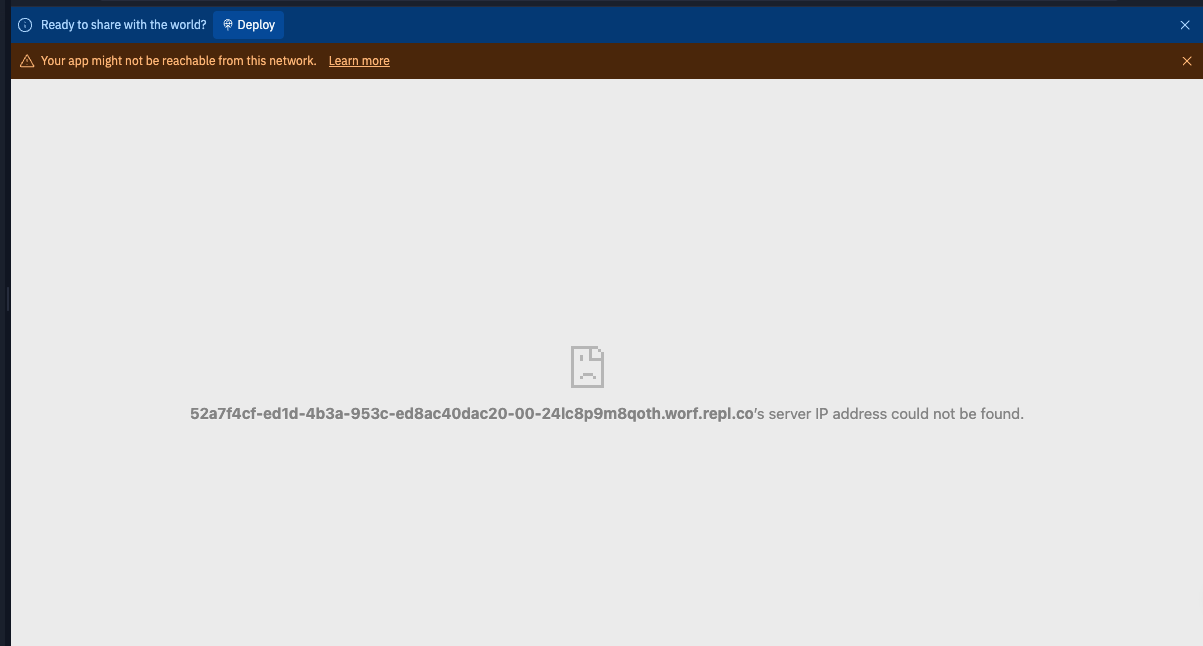 Ready to share with the world? Deploy
Your app might not be reachable from this network. Learn more
52a7f4cf-ed1d-4b3a-953c-ed8ac40dac20-00-24lc8p9m8qoth.worf.repl.co's server IP address could not be found.